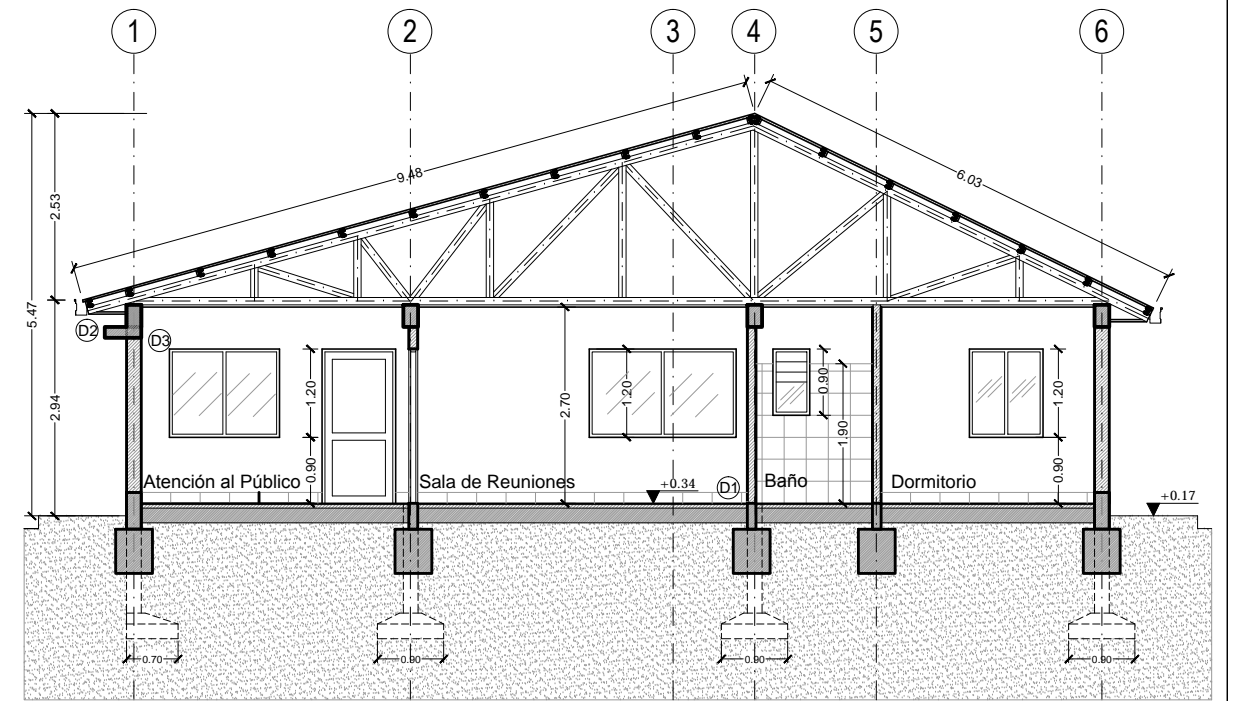 1 2 3 4 5 6
9.48
6.03
2.53
5.47
2.94
D2
D3
1.20
0.90
2.70
1.20
0.90
1.90
1.20
0.90
Atención al Público
Sala de Reuniones
+0.34
D1
Baño
Dormitorio
+0.17
0.70
0.90
0.90
0.90